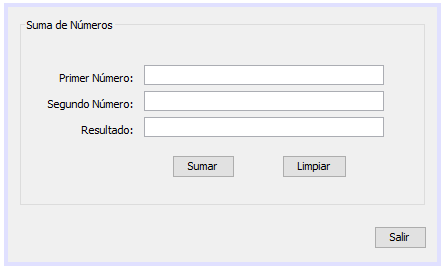 Suma de Números
Primer Número:
Segundo Número:
Resultado:
Sumar Limpiar
Salir